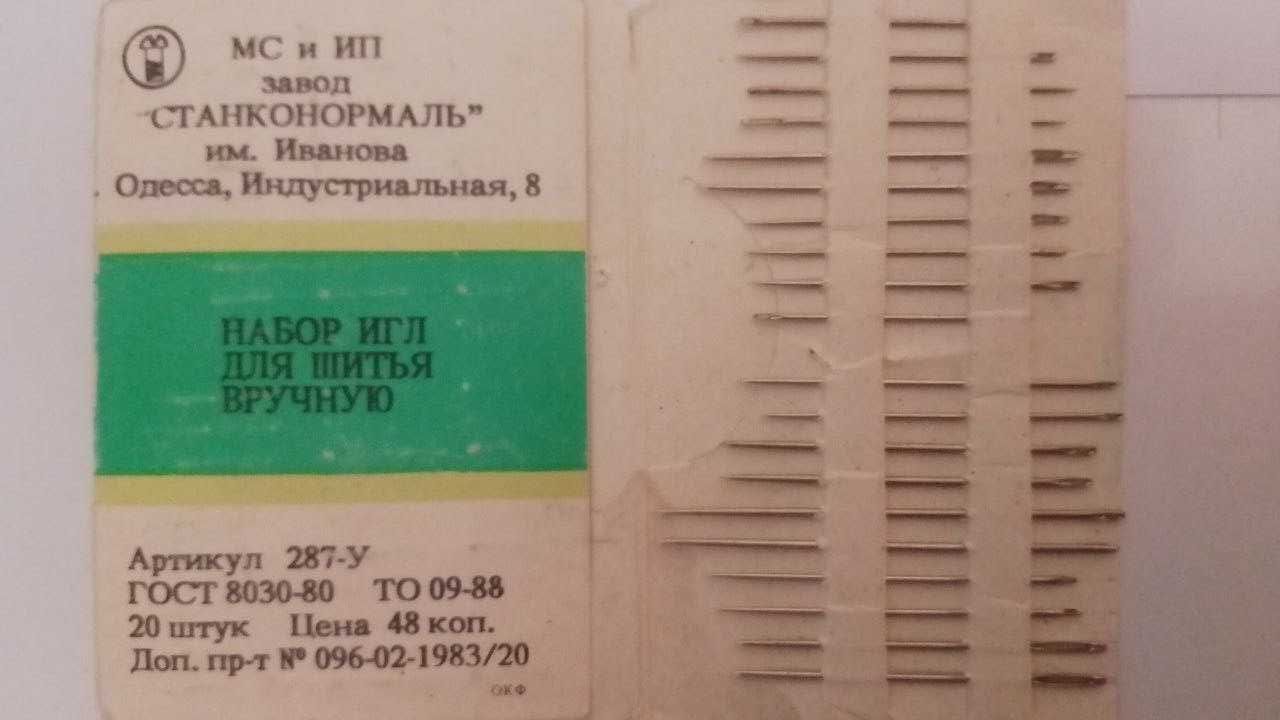 МС и ИП
завод
"СТАНКОНОРМАЛЬ"
им. Иванова
Одесса, Индустриальная, 8
НАБОР ИГЛ
ДЛЯ ШИТЬЯ
ВРУЧНУЮ
Артикул 287-У
ГОСТ 8030-80 ТО 09-88
20 штук Цена 48 коп.
Доп. пр-т № 096-02-1983/20
ОКФ